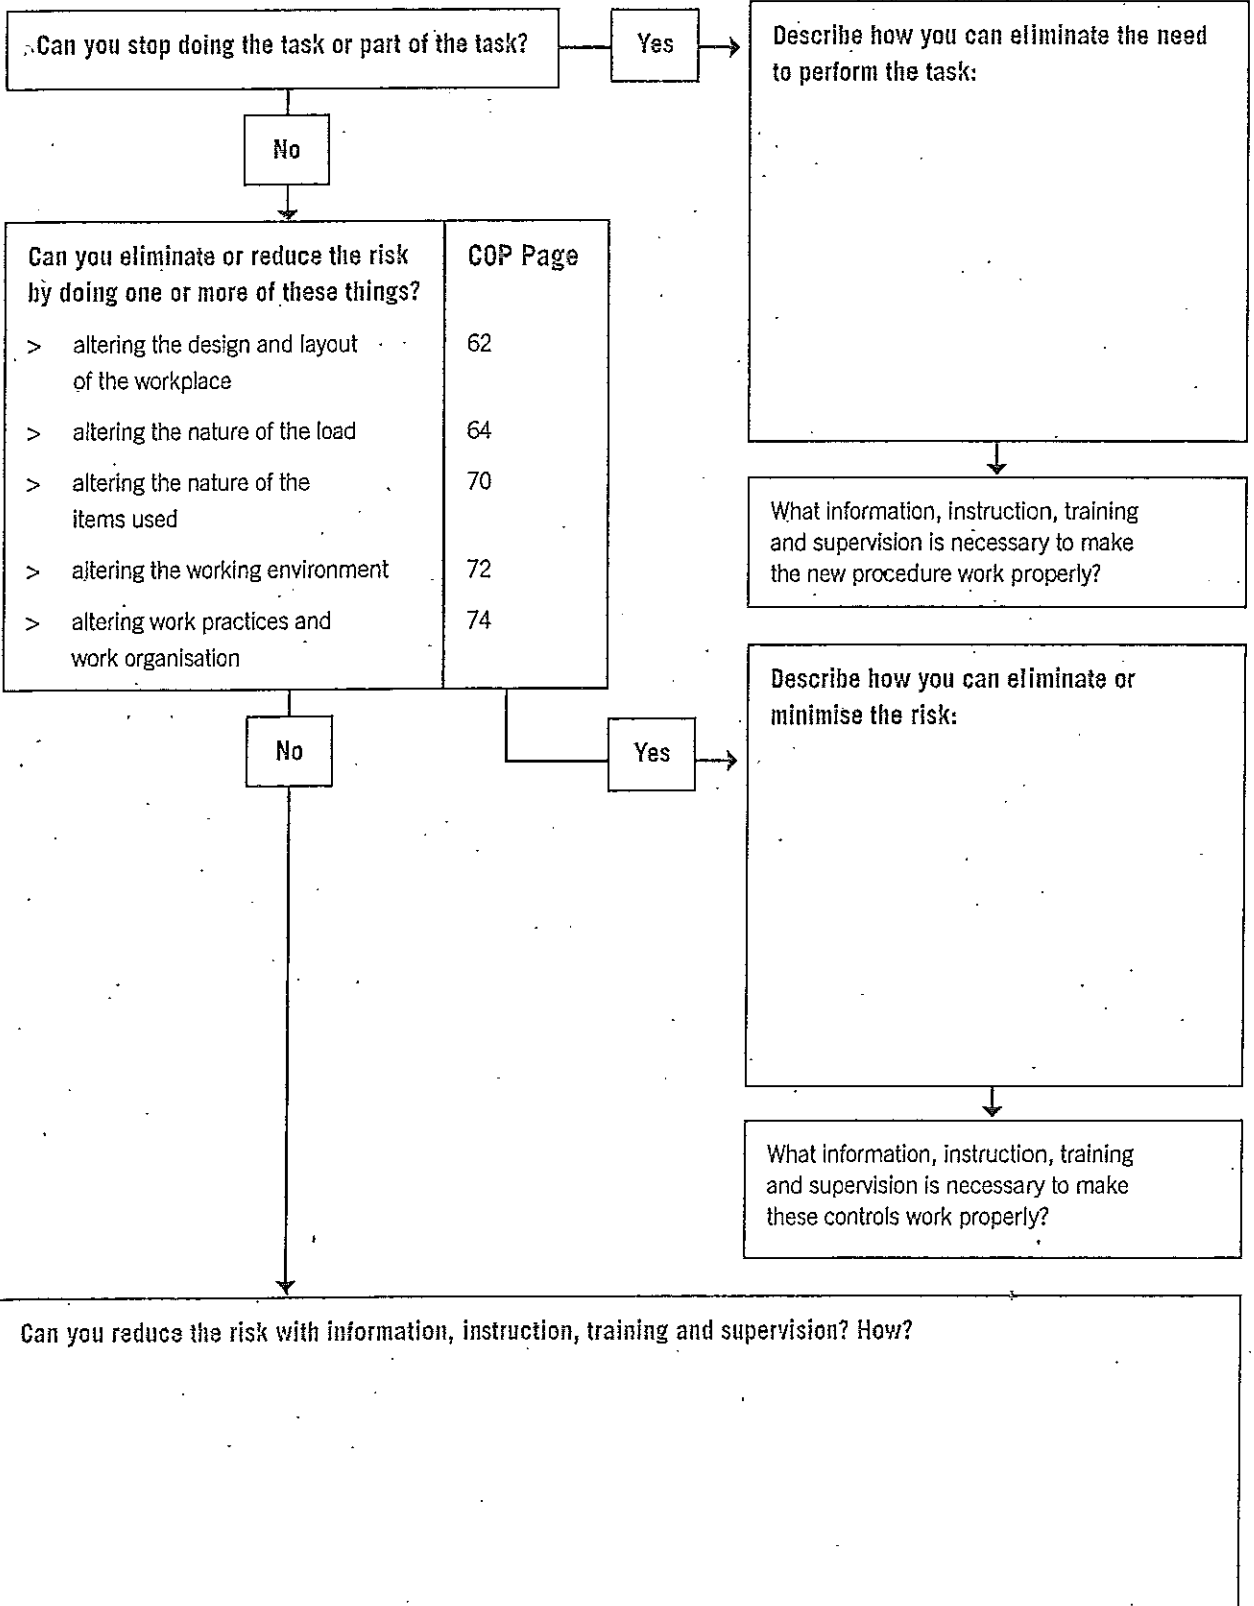 Can you stop doing the task or part of the task?
Yes
Describe how you can eliminate the need
to perform the task:
No
Can you eliminate or reduce the risk
by doing one or more of these things?
COP Page
> altering the design and layout
of the workplace
62
> altering the nature of the load
64
> altering the nature of the
items used
70
> altering the working environment
72
> altering work practices and
work organisation
74
What information, instruction, training
and supervision is necessary to make
the new procedure work properly?
No
Yes
Describe how you can eliminate or
minimise the risk:
What information, instruction, training
and supervision is necessary to make
these controls work properly?
Can you reduce the risk with information, instruction, training and supervision? How?